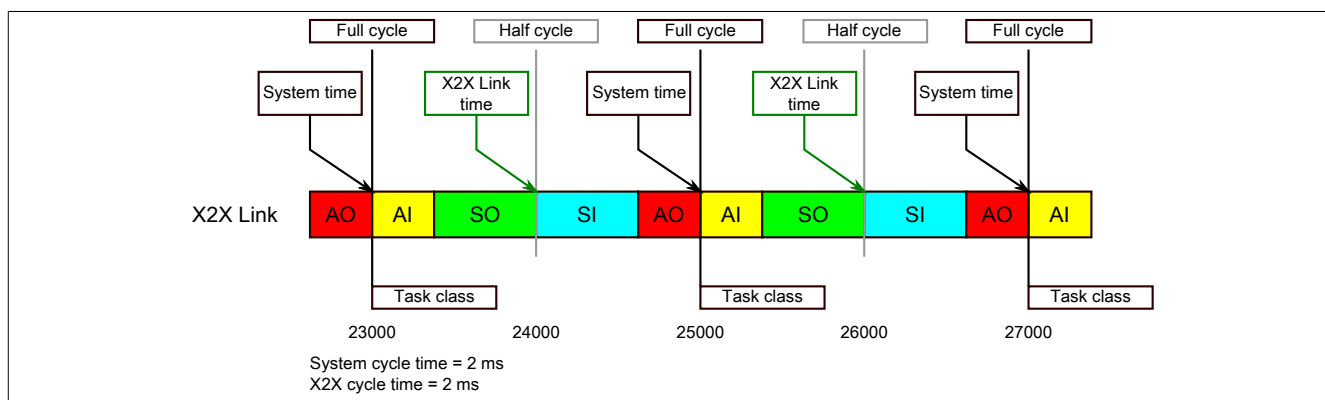 Full cycle
Half cycle
Full cycle
Half cycle
Full cycle
System time
X2X Link
time
System time
X2X Link
time
System time
X2X Link
AO
AI
SO
SI
AO
AI
SO
SI
AO
AI
Task class
Task class
Task class
23000
24000
25000
26000
27000
System cycle time = 2 ms
X2X cycle time = 2 ms